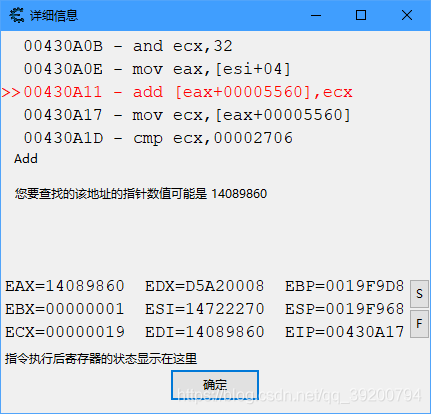 详细信息
00430A0B - and ecx,32
00430A0E - mov eax,[esi+04]
>>00430A11 - add [eax+00005560],ecx
00430A17 - mov ecx,[eax+00005560]
00430A1D - cmp ecx,00002706
Add
您要查找的该地址的指针数值可能是 14089860
EAX=14089860 EDX=D5A20008 EBP=0019F9D8
EBX=00000001 ESI=14722270 ESP=0019F968
ECX=00000019 EDI=14089860 EIP=00430A17
S
F
指令执行后寄存器的状态显示在这里
确定
https://blog.csdn.net/qq_39200794